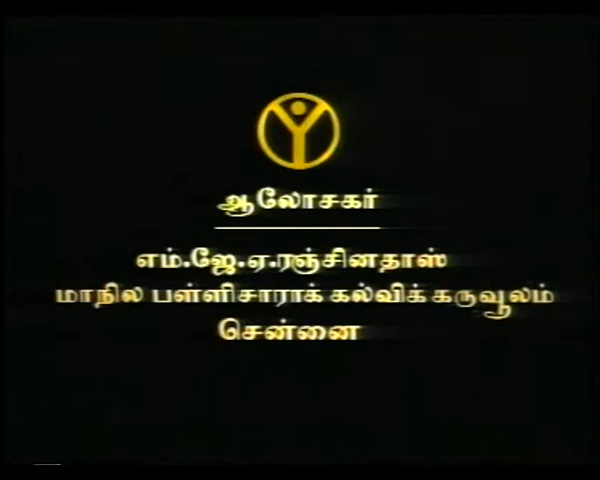 ஆலோசகர்
எம்.ஜே.ஏ.ரஞ்சினதாஸ்
மாநில பள்ளிசாராக் கல்விக் கருவூலம்
சென்னை